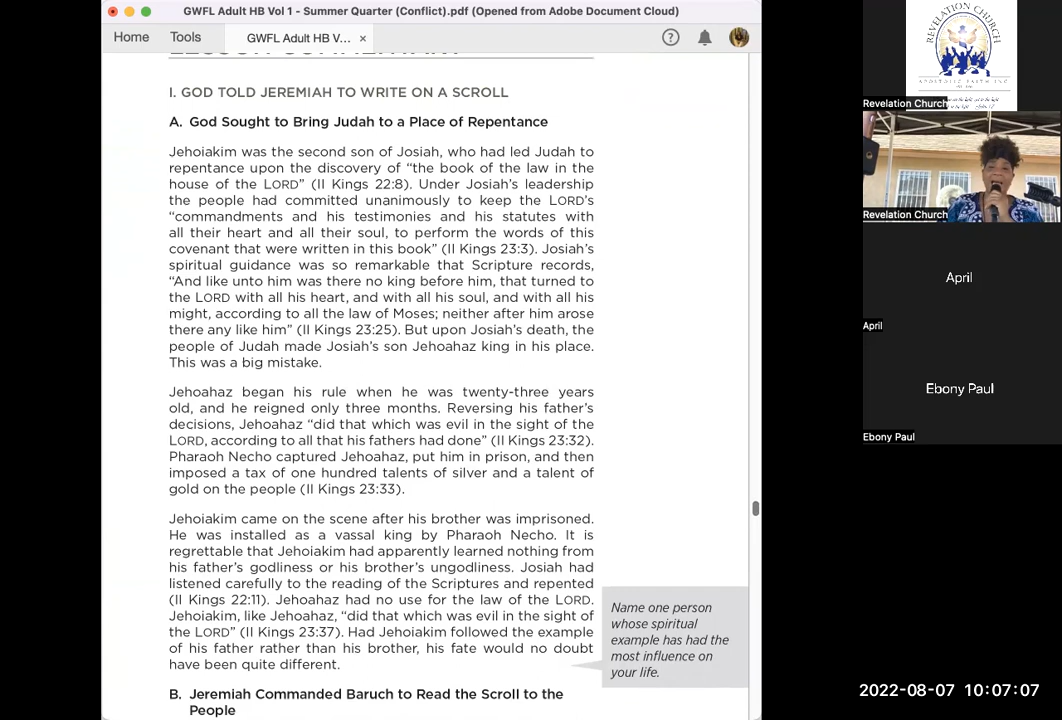 GWFL Adult HB Vol 1 - Summer Quarter (Conflict).pdf (Opened from Adobe Document Cloud)
Home Tools GWFL Adult HB V... ×
LESSON COMMENTARY
I. GOD TOLD JEREMIAH TO WRITE ON A SCROLL
A. God Sought to Bring Judah to a Place of Repentance
Jehoiakim was the second son of Josiah, who had led Judah to
repentance upon the discovery of “the book of the law in the
house of the LORD” (II Kings 22:8). Under Josiah’s leadership
the people had committed unanimously to keep the LORD’s
“commandments and his testimonies and his statutes with
all their heart and all their soul, to perform the words of this
covenant that were written in this book” (II Kings 23:3). Josiah’s
spiritual guidance was so remarkable that Scripture records,
“And like unto him was there no king before him, that turned to
the LORD with all his heart, and with all his soul, and with all his
might, according to all the law of Moses; neither after him arose
there any like him” (II Kings 23:25). But upon Josiah’s death, the
people of Judah made Josiah’s son Jehoahaz king in his place.
This was a big mistake.
Jehoahaz began his rule when he was twenty-three years
old, and he reigned only three months. Reversing his father’s
decisions, Jehoahaz “did that which was evil in the sight of the
LORD, according to all that his fathers had done” (II Kings 23:32).
Pharaoh Necho captured Jehoahaz, put him in prison, and then
imposed a tax of one hundred talents of silver and a talent of
gold on the people (II Kings 23:33).
Jehoiakim came on the scene after his brother was imprisoned.
He was installed as a vassal king by Pharaoh Necho. It is
regrettable that Jehoiakim had apparently learned nothing from
his father’s godliness or his brother’s ungodliness. Josiah had
listened carefully to the reading of the Scriptures and repented
(II Kings 22:11). Jehoahaz had no use for the law of the LORD.
Jehoiakim, like Jehoahaz, “did that which was evil in the sight of
the LORD” (II Kings 23:37). Had Jehoiakim followed the example
of his father rather than his brother, his fate would no doubt
have been quite different.
Name one person
whose spiritual
example has had the
most influence on
your life.
B. Jeremiah Commanded Baruch to Read the Scroll to the
People
REVELATION CHURCH
APOSTOLIC FAITH INC
Revelation Church
Revelation Church
April
April
Ebony Paul
Ebony Paul
2022-08-07 10:07:07